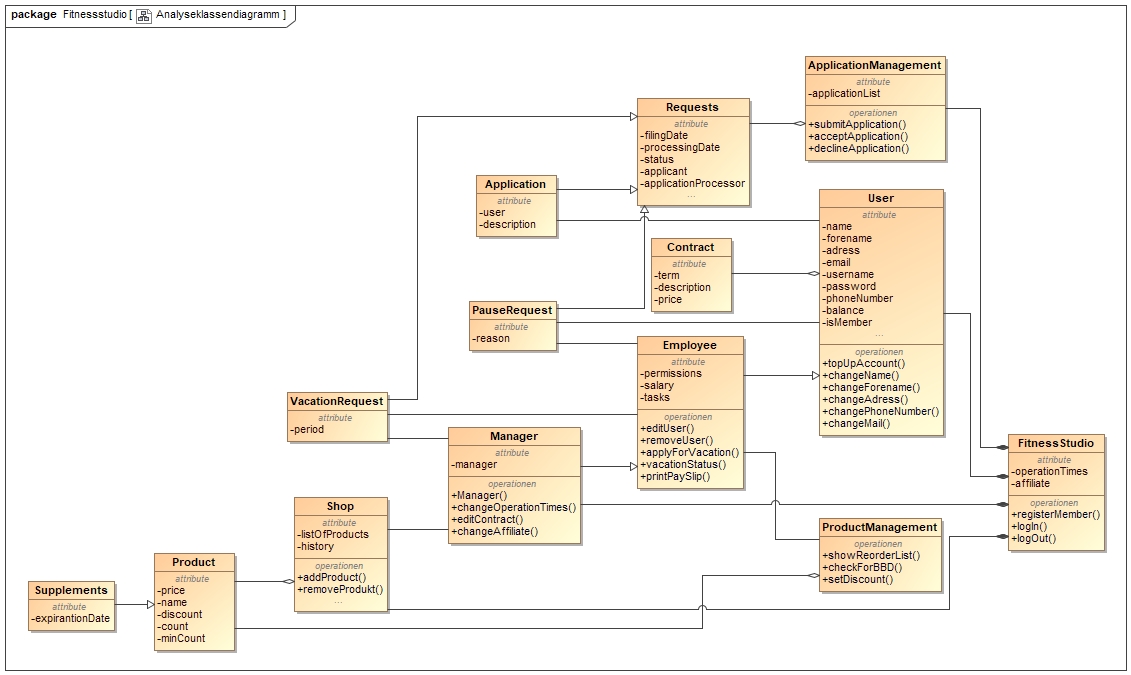 package Fitnessstudio [ Analyseklassendiagramm ]
ApplicationManagement
attribute
-applicationList
operationen
+submitApplication()
+acceptApplication()
+declineApplication()
Requests
attribute
-filingDate
-processingDate
-status
-applicant
-applicationProcessor
...
Application
attribute
-user
-description
User
attribute
-name
-forename
-adress
-email
-username
-password
-phoneNumber
-balance
-isMember
...
operationen
+topUpAccount()
+changeName()
+changeForename()
+changeAdress()
+changePhoneNumber()
+changeMail()
Contract
attribute
-term
-description
-price
PauseRequest
attribute
-reason
Employee
attribute
-permissions
-salary
-tasks
operationen
+editUser()
+removeUser()
+applyForVacation()
+vacationStatus()
+printPaySlip()
VacationRequest
attribute
-period
Manager
attribute
-manager
operationen
+Manager()
+changeOperationTimes()
+editContract()
+changeAffiliate()
FitnessStudio
attribute
-operationTimes
-affiliate
operationen
+registerMember()
+logIn()
+logOut()
Shop
attribute
-listOfProducts
-history
operationen
+addProduct()
+removeProdukt()
...
ProductManagement
operationen
+showReorderList()
+checkForBBD()
+setDiscount()
Product
attribute
-price
-name
-discount
-count
-minCount
Supplements
attribute
-expirantionDate